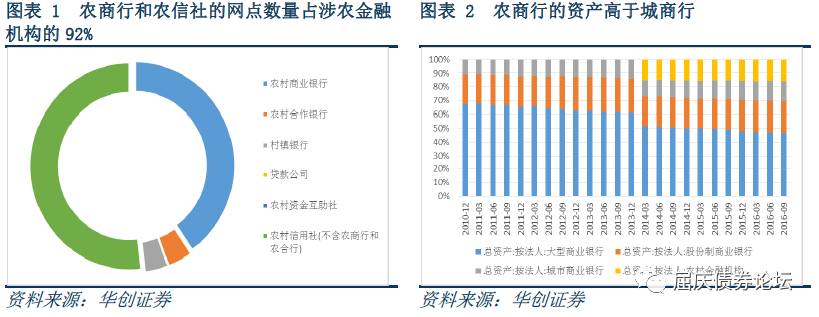 图表 1  农商行和农信社的网点数量占涉农金融
机构的 92%
农村商业银行
农村合作银行
村镇银行
贷款公司
农村资金互助社
农村信用社(不含农商行和
农合行)
资料来源：华创证券
图表 2  农商行的资产高于城商行
100%
90%
80%
70%
60%
50%
40%
30%
20%
10%
0%
2010-12
2011-03
2011-06
2011-09
2011-12
2012-03
2012-06
2012-09
2012-12
2013-03
2013-06
2013-09
2013-12
2014-03
2014-06
2014-09
2014-12
2015-03
2015-06
2015-09
2015-12
2016-03
2016-06
2016-09
总资产:按法人:大型商业银行
总资产:按法人:股份制商业银行
总资产:按法人:城市商业银行
总资产:按法人:农村金融机构
屈庆债券论坛
资料来源：华创证券